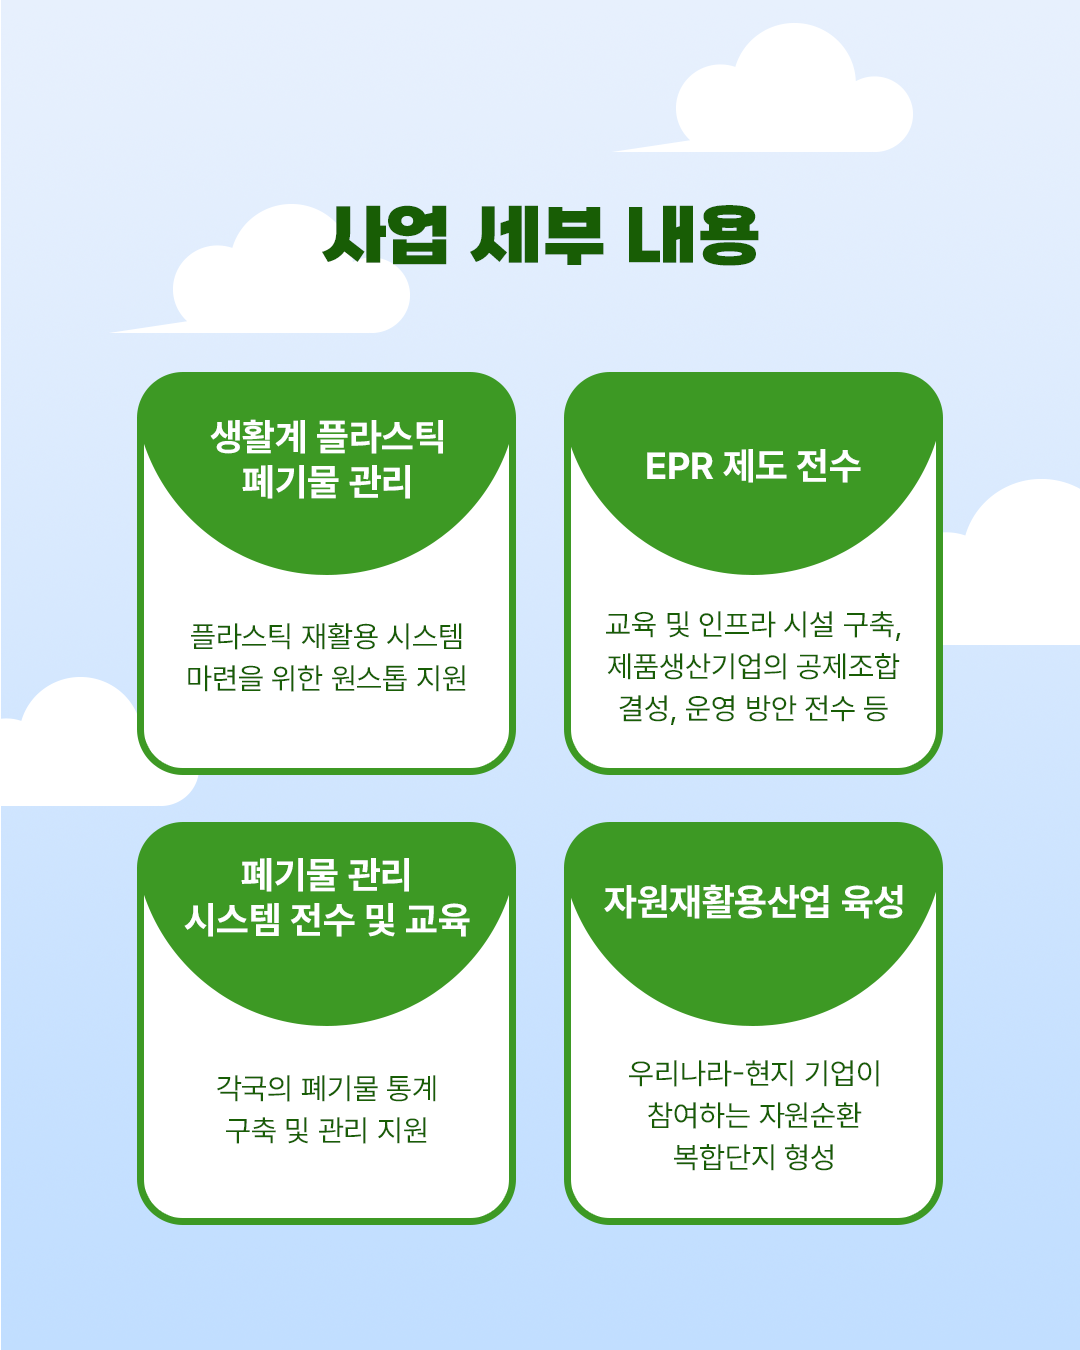 사업 세부 내용
생활계 플라스틱
폐기물 관리
플라스틱 재활용 시스템
마련을 위한 원스톱 지원
EPR 제도 전수
교육 및 인프라 시설 구축,
제품생산기업의 공제조합
결성, 운영 방안 전수 등
폐기물 관리
시스템 전수 및 교육
각국의 폐기물 통계
구축 및 관리 지원
자원재활용산업 육성
우리나라-현지 기업이
참여하는 자원순환
복합단지 형성